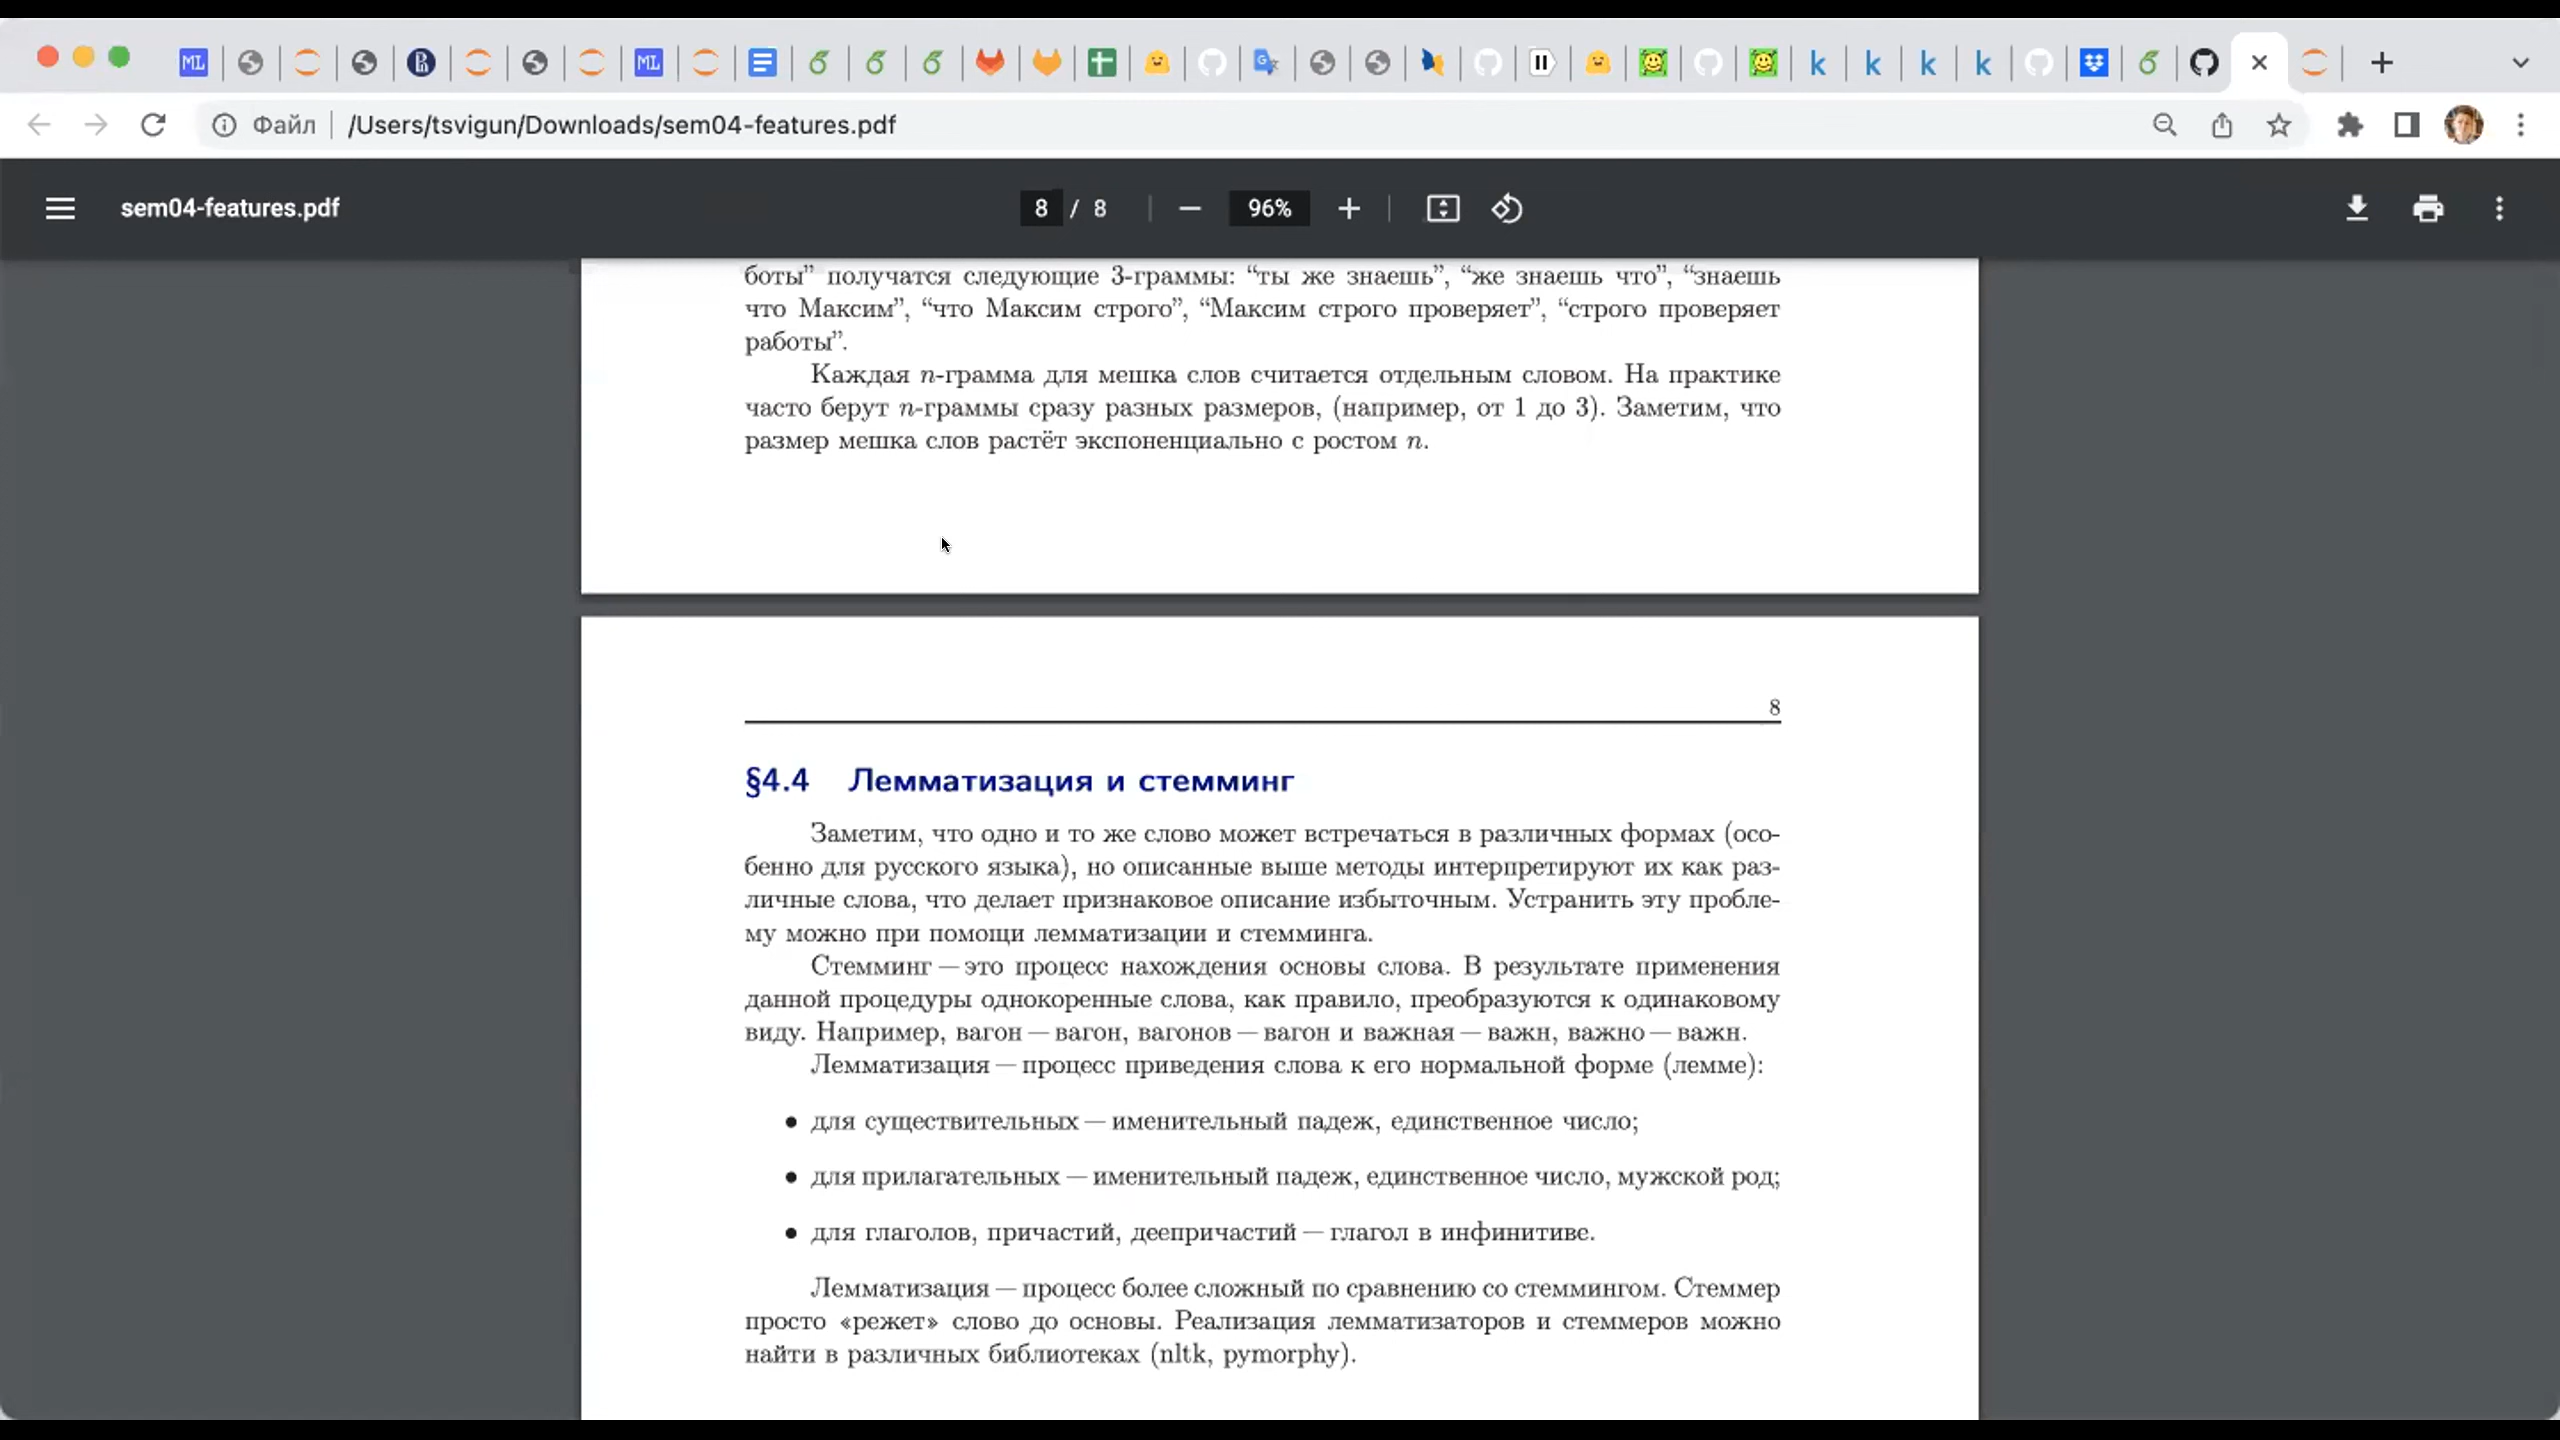 ML
ML
k
k
k
k
Файл
/Users/tsvigun/Downloads/sem04-features.pdf
sem04-features.pdf
8 / 8
96%
боты” получатся следующие 3-граммы: “ты же знаешь”, “же знаешь что”, “знаешь
что Максим”, “что Максим строго”, “Максим строго проверяет”, “строго проверяет
работы”.
Каждая n-грамма для мешка слов считается отдельным словом. На практике
часто берут n-граммы сразу разных размеров, (например, от 1 до 3). Заметим, что
размер мешка слов растёт экспоненциально с ростом n.
8
§4.4 Лемматизация и стемминг
Заметим, что одно и то же слово может встречаться в различных формах (осо-
бенно для русского языка), но описанные выше методы интерпретируют их как раз-
личные слова, что делает признаковое описание избыточным. Устранить эту пробле-
му можно при помощи лемматизации и стемминга.
Стемминг — это процесс нахождения основы слова. В результате применения
данной процедуры однокоренные слова, как правило, преобразуются к одинаковому
виду. Например, вагон — вагон, вагонов — вагон и важная — важн, важно — важн.
Лемматизация — процесс приведения слова к его нормальной форме (лемме):
• для существительных — именительный падеж, единственное число;
• для прилагательных — именительный падеж, единственное число, мужской род;
• для глаголов, причастий, деепричастий — глагол в инфинитиве.
Лемматизация — процесс более сложный по сравнению со стеммингом. Стеммер
просто «режет» слово до основы. Реализация лемматизаторов и стеммеров можно
найти в различных библиотеках (nltk, pymorphy).